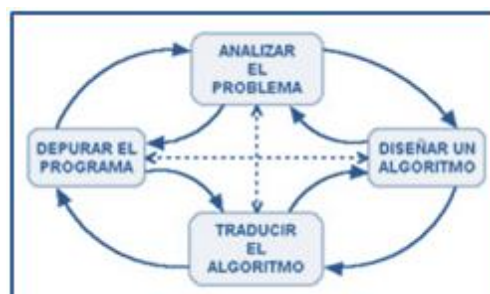 ANALIZAR
EL
PROBLEMA
DEPURAR EL
PROGRAMA
DISEÑAR UN
ALGORITMO
TRADUCIR
EL
ALGORITMO